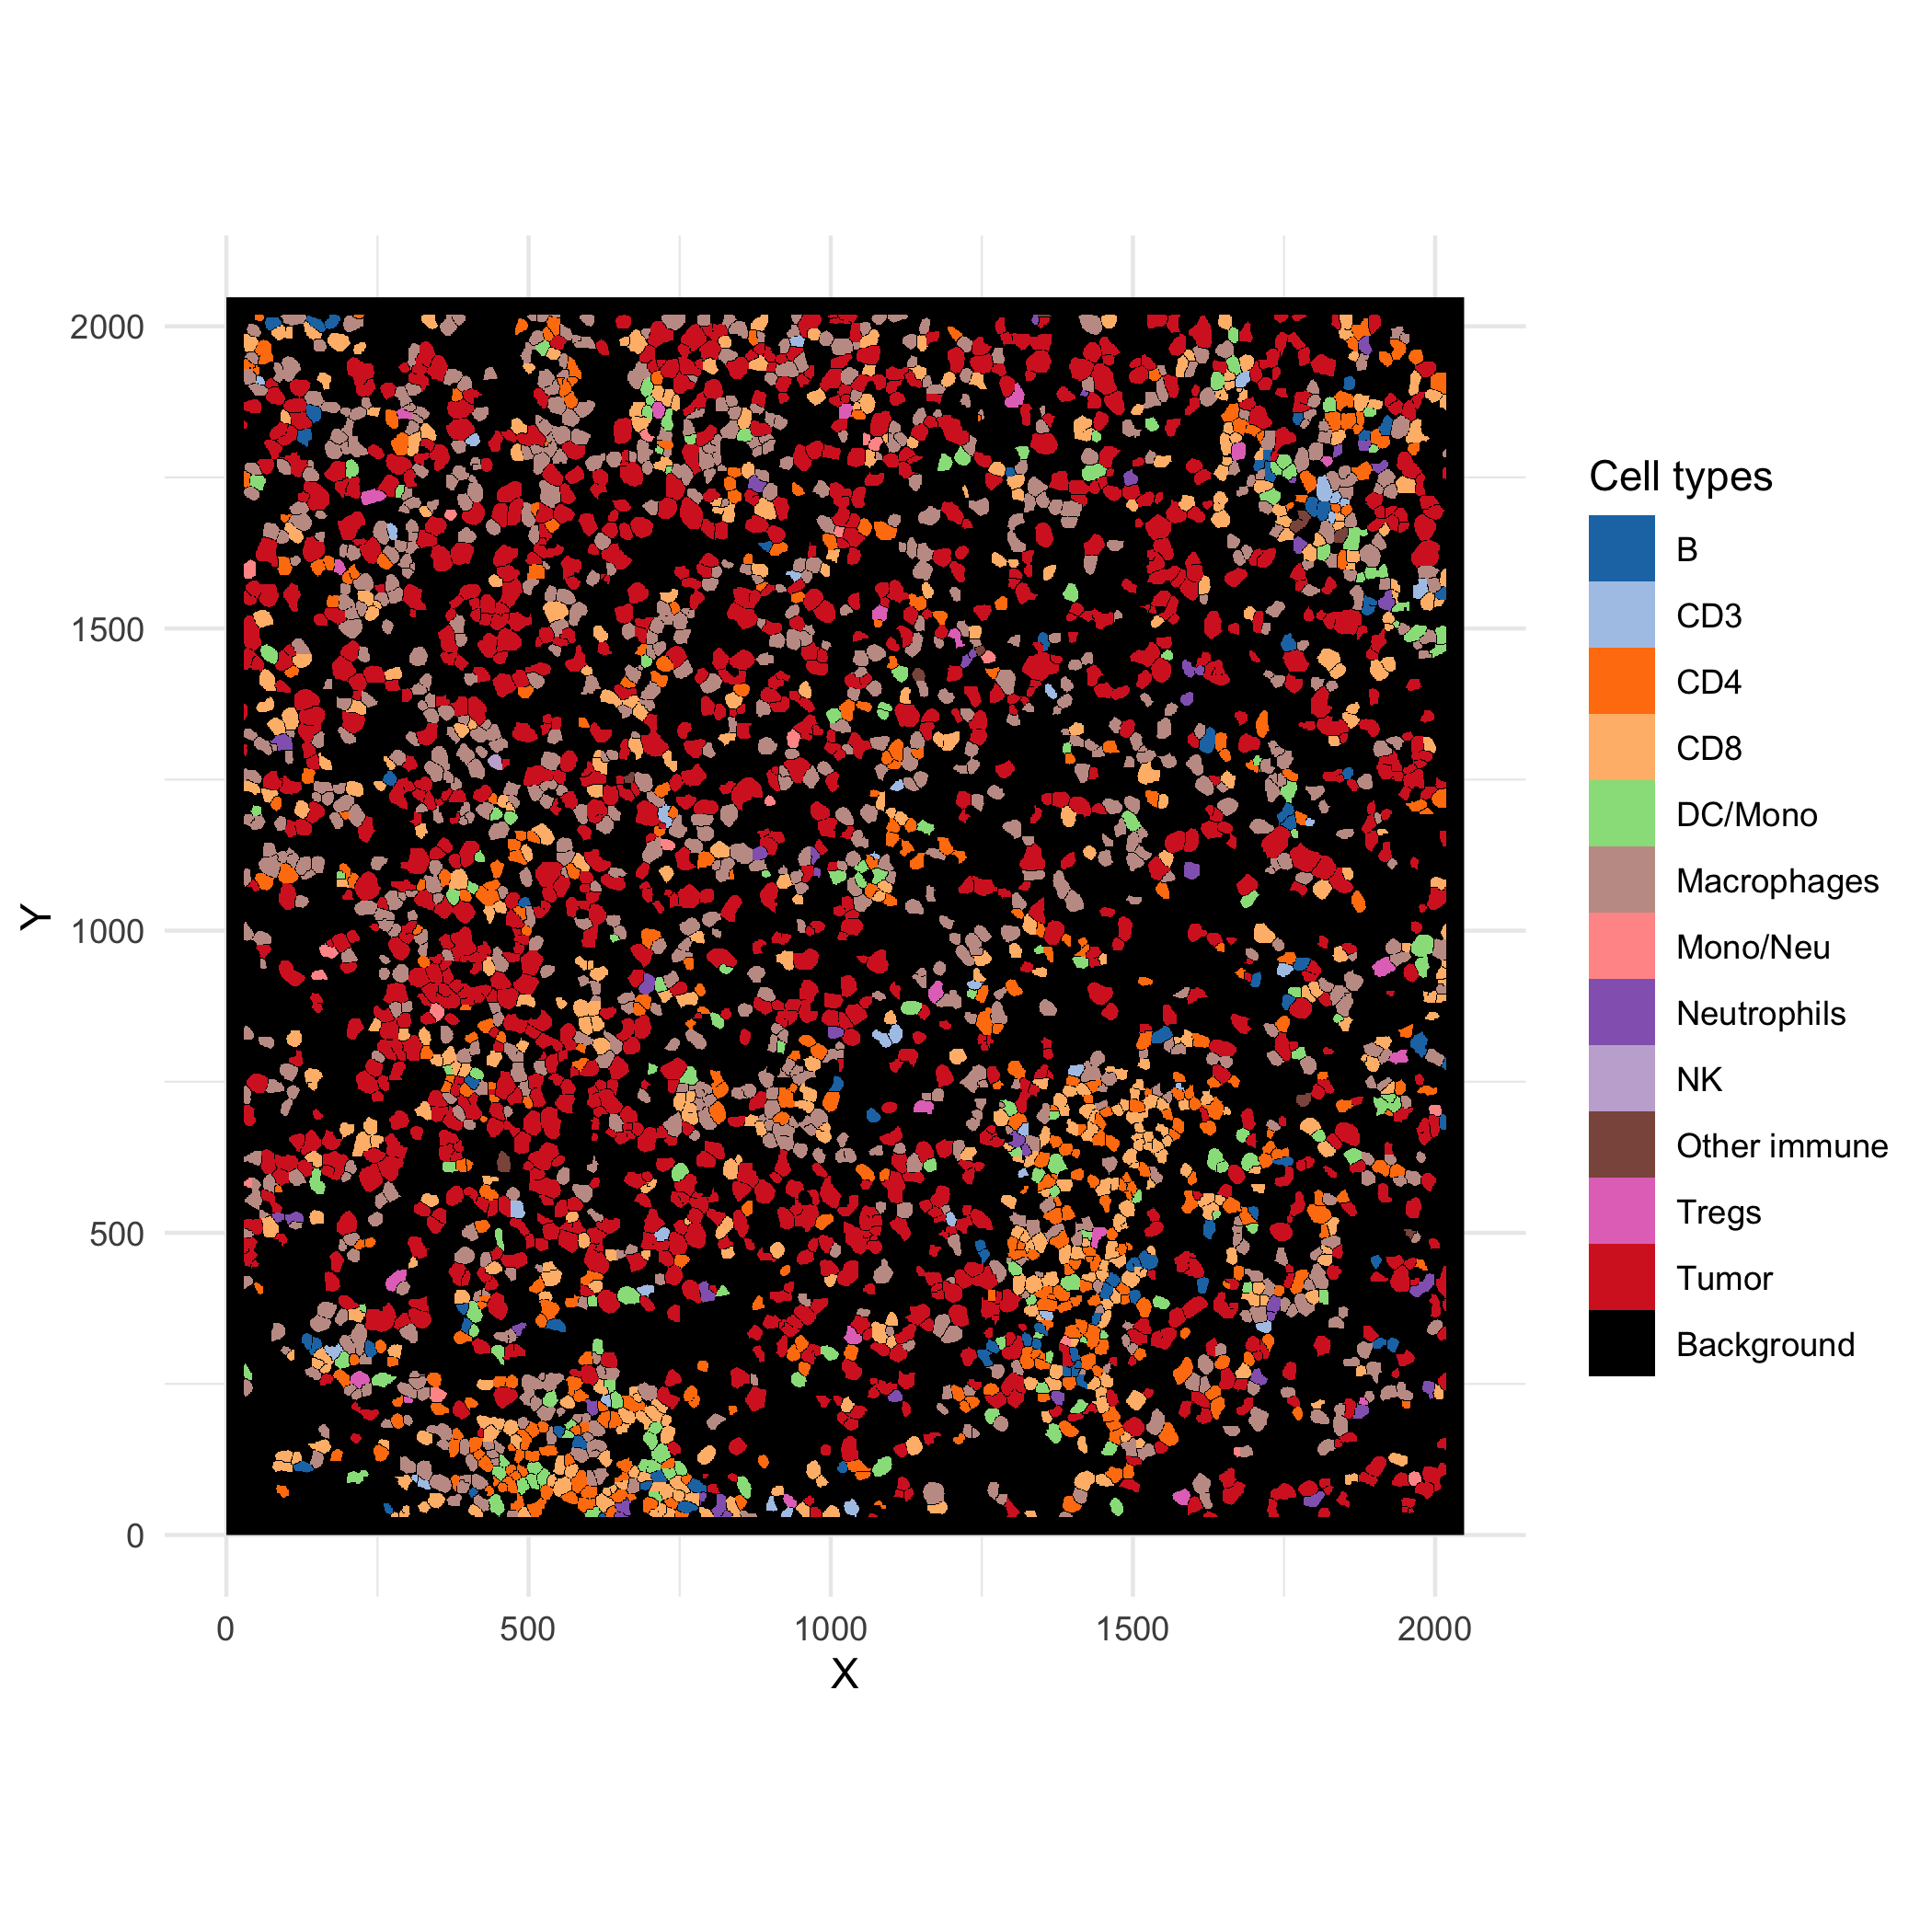 2000
1500
1000
500
0
Y
0 500 1000 1500 2000
X
Cell types
B
CD3
CD4
CD8
DC/Mono
Macrophages
Mono/Neu
Neutrophils
NK
Other immune
Tregs
Tumor
Background